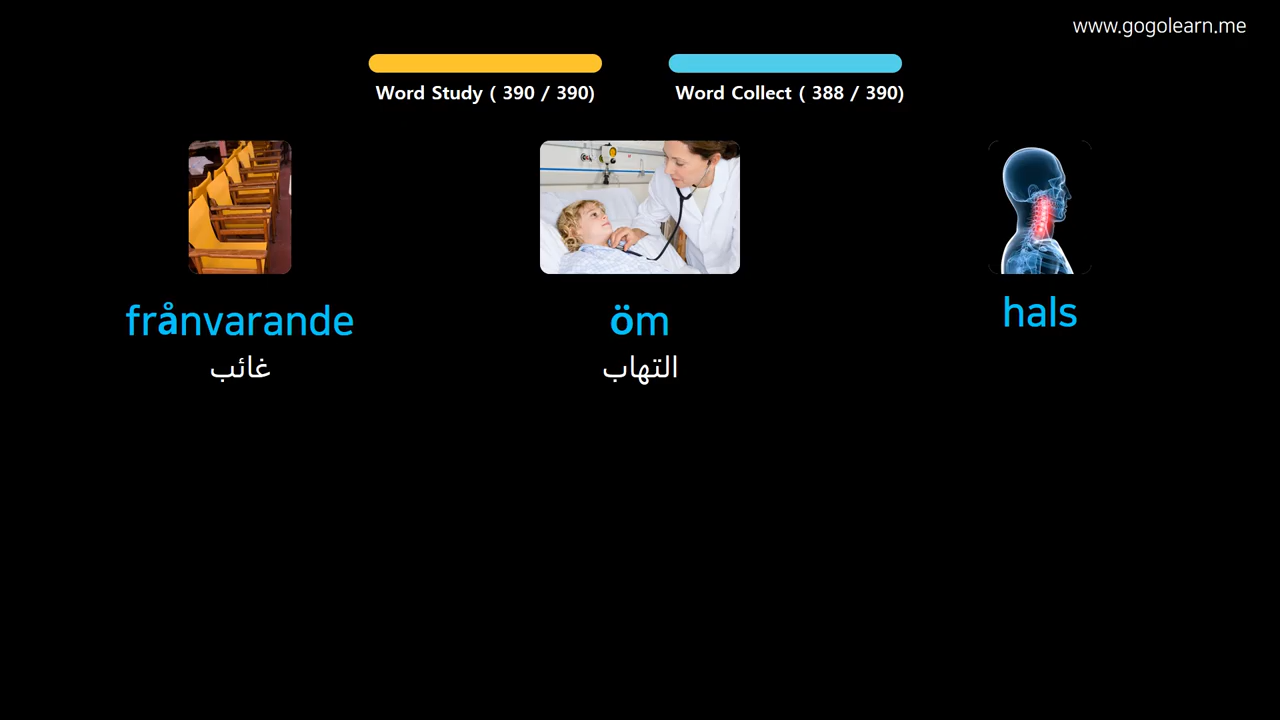 www.gogolearn.me
Word Study ( 390 / 390)
Word Collect ( 388 / 390)
frånvarande
غائب
öm
التهاب
hals